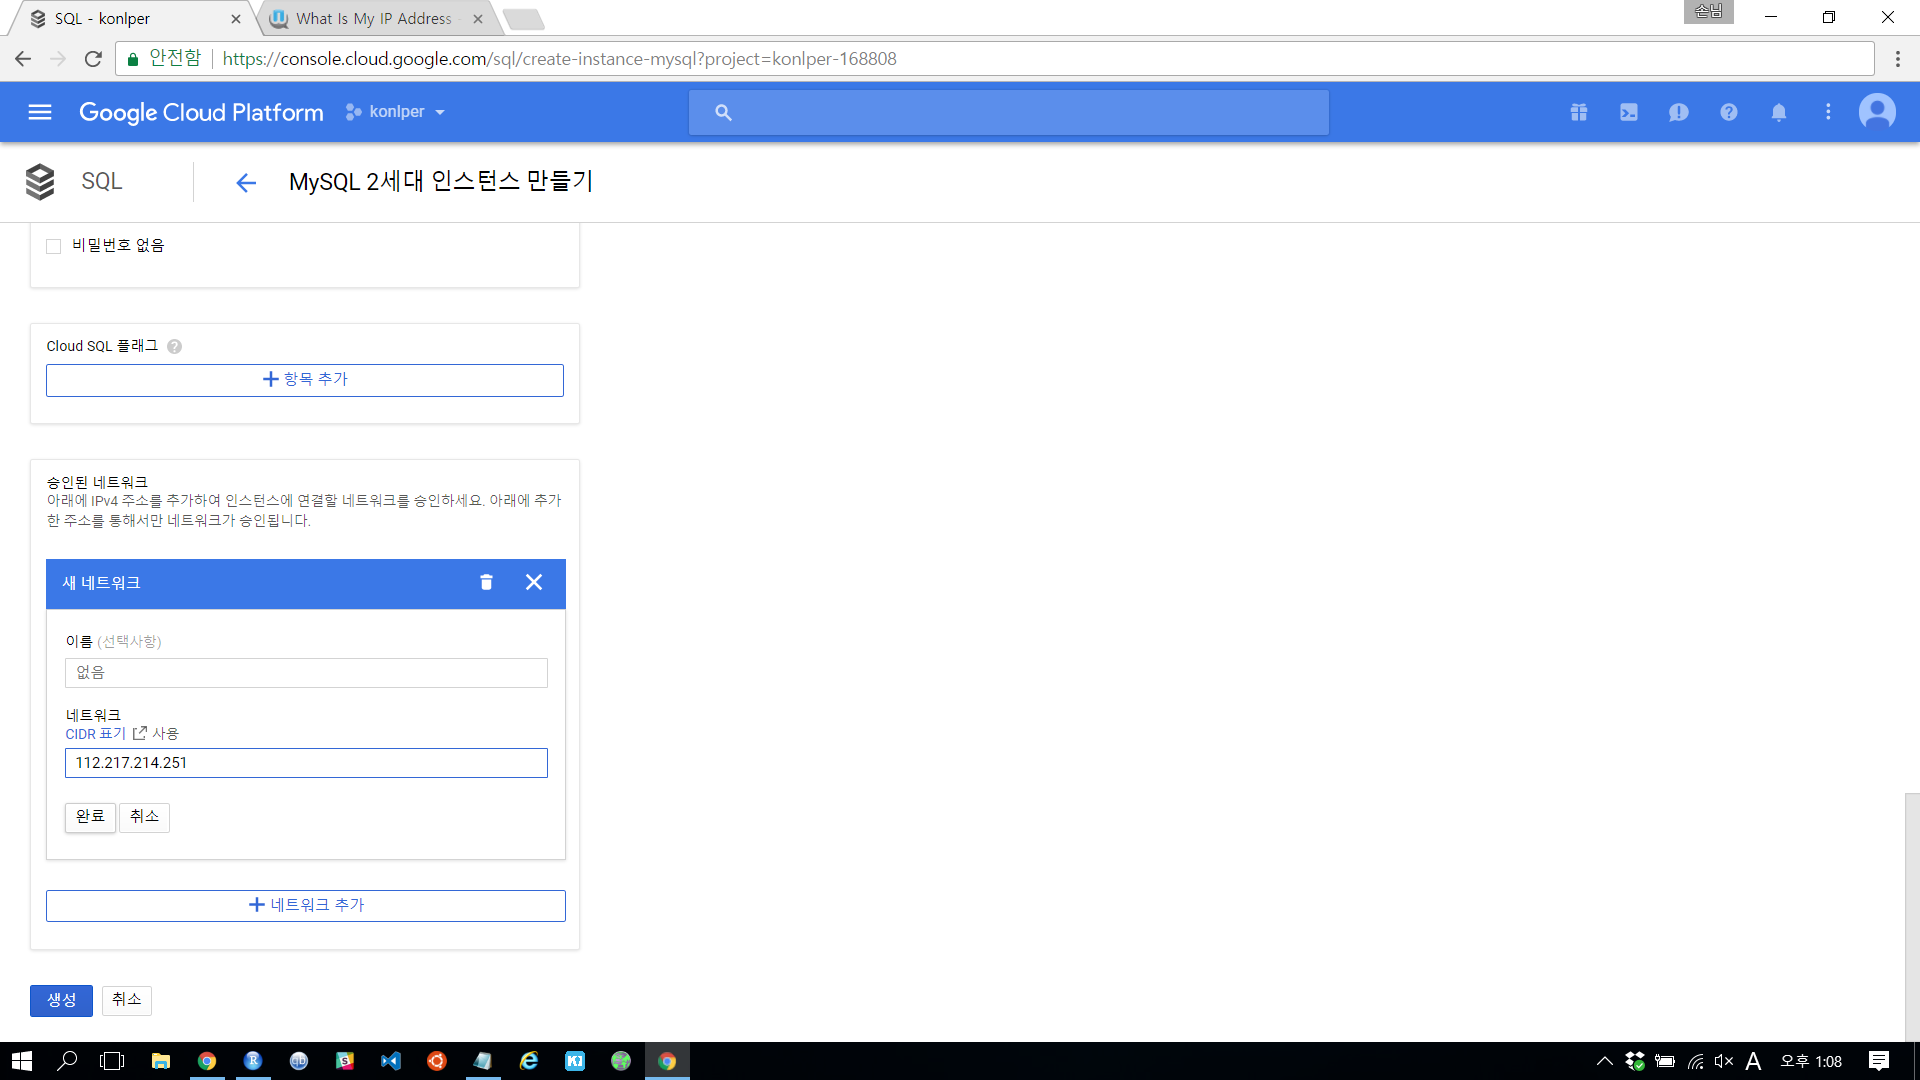 SQL - konlper
What Is My IP Address
손님
안전함
https://console.cloud.google.com/sql/create-instance-mysql?project=konlper-168808
Google Cloud Platform
konlper
SQL
MySQL 2세대 인스턴스 만들기
비밀번호 없음
Cloud SQL 플래그
항목 추가
승인된 네트워크
아래에 IPv4 주소를 추가하여 인스턴스에 연결할 네트워크를 승인하세요. 아래에 추가
한 주소를 통해서만 네트워크가 승인됩니다.
새 네트워크
이름 (선택사항)
없음
네트워크
CIDR 표기 사용
112.217.214.251
완료 취소
네트워크 추가
생성 취소
A
오후 1:08